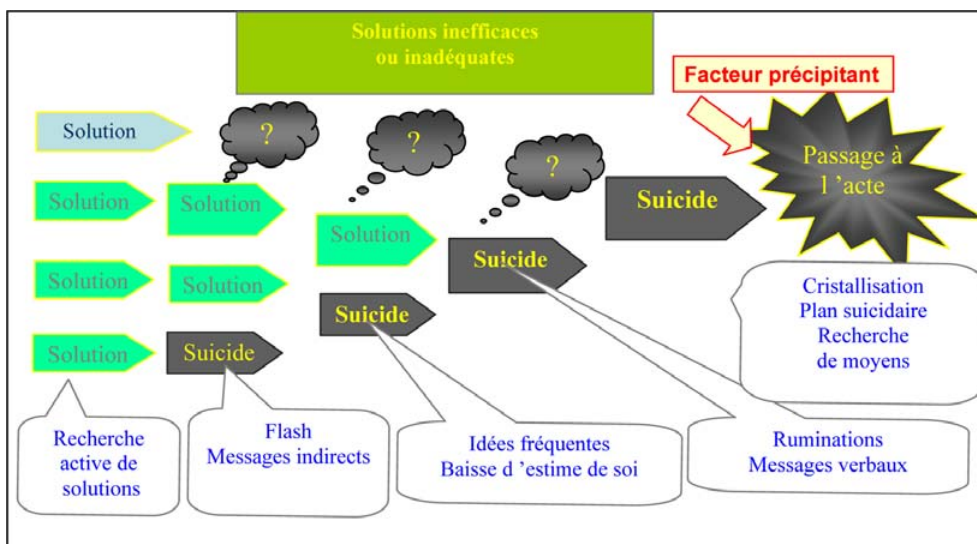 Solutions inefficaces
ou inadéquates
Facteur précipitant
Solution
?
?
?
Passage à
l ’acte
Solution
Solution
Solution
Suicide
Suicide
Solution
Solution
Suicide
Solution
Suicide
Cristallisation
Plan suicidaire
Recherche
de moyens
Recherche
active de
solutions
Flash
Messages indirects
Idées fréquentes
Baisse d ’estime de soi
Ruminations
Messages verbaux